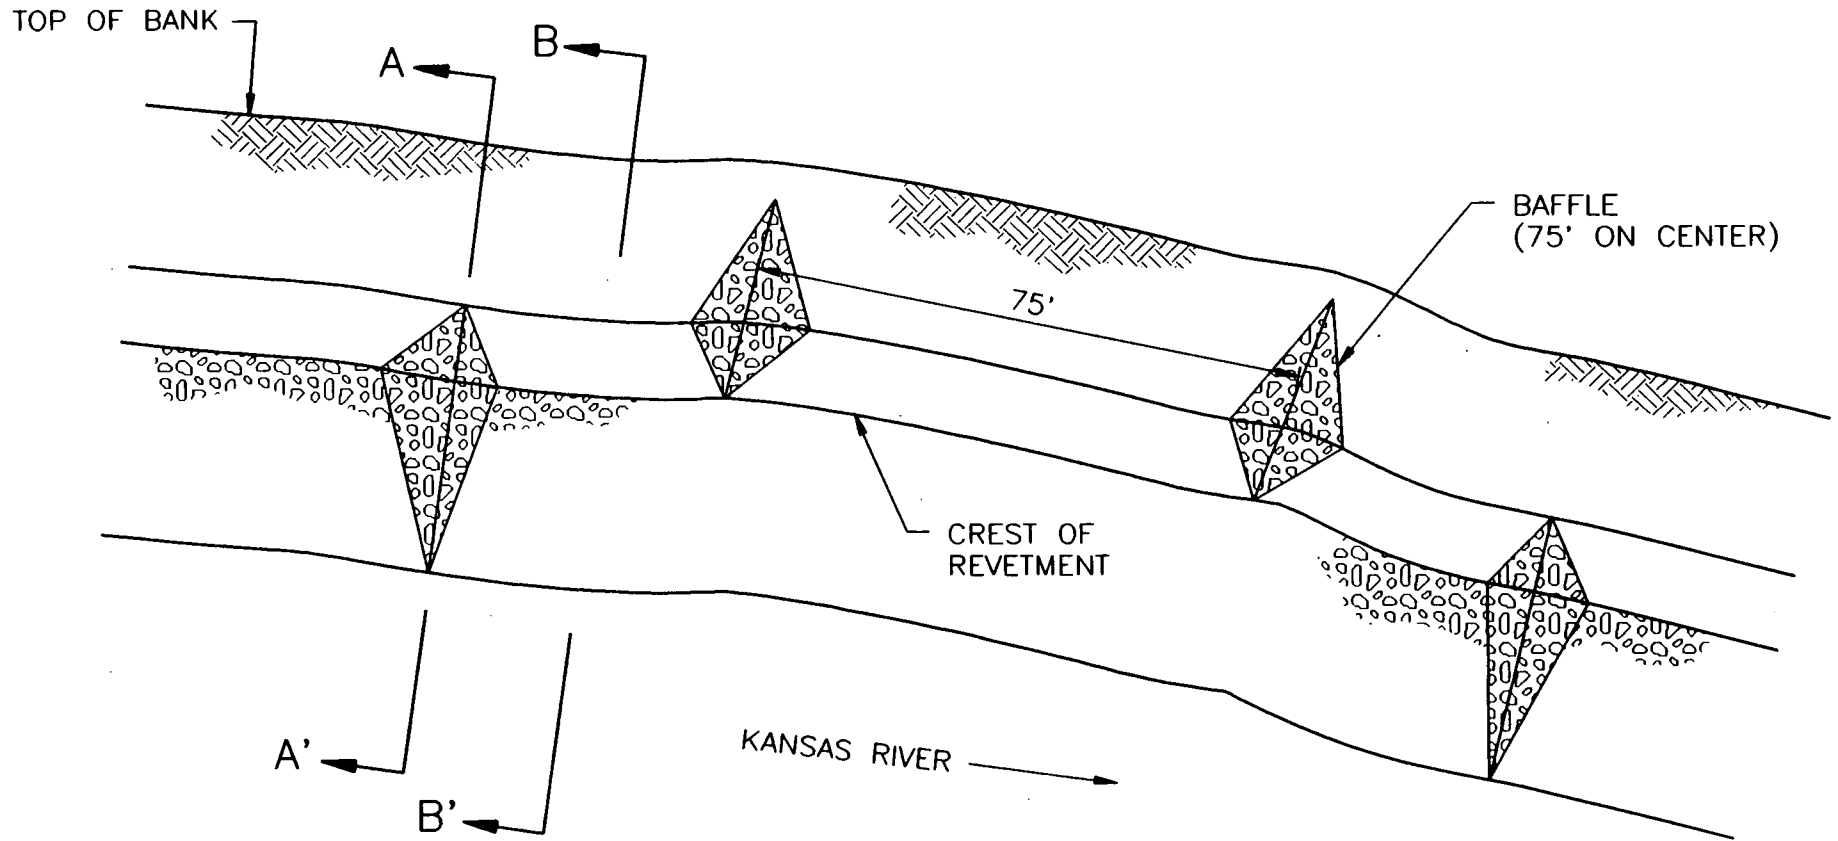 TOP OF BANK
A
B
BAFFLE
(75' ON CENTER)
75'
CREST OF
REVETMENT
KANSAS RIVER
A'
B'